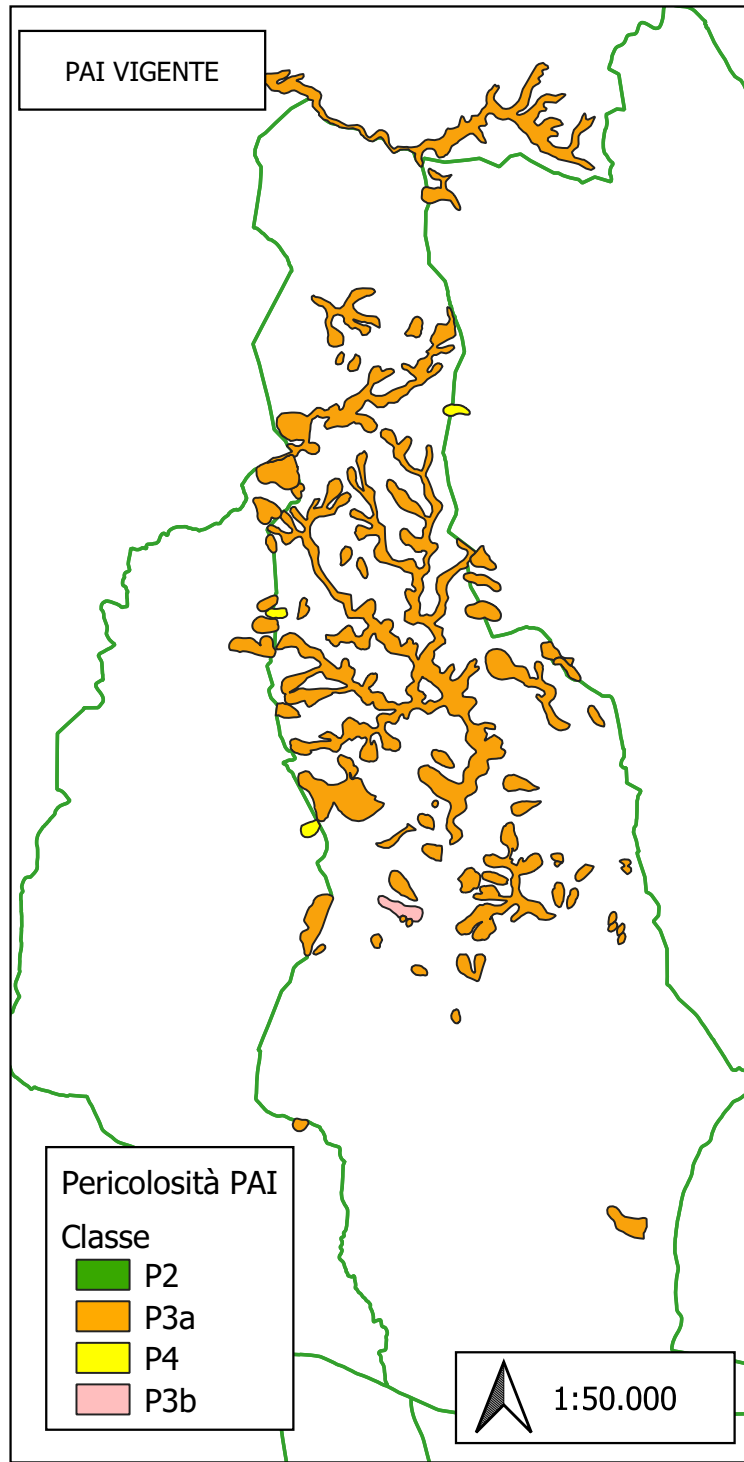 PAI VIGENTE
Pericolosità PAI
Classe
P2
P3a
P4
P3b
1:50.000